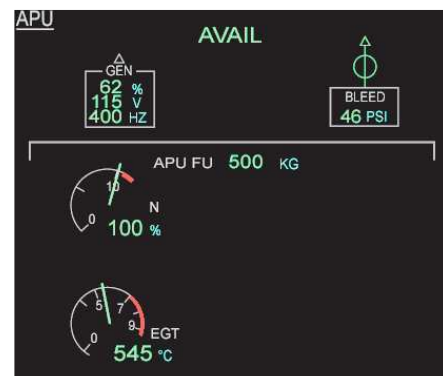 APU
AVAIL
GEN
62 %
115 V
400 HZ
BLEED
46 PSI
APU FU 500 KG
10
0
N
100 %
5 7
9
0
EGT
545 °C